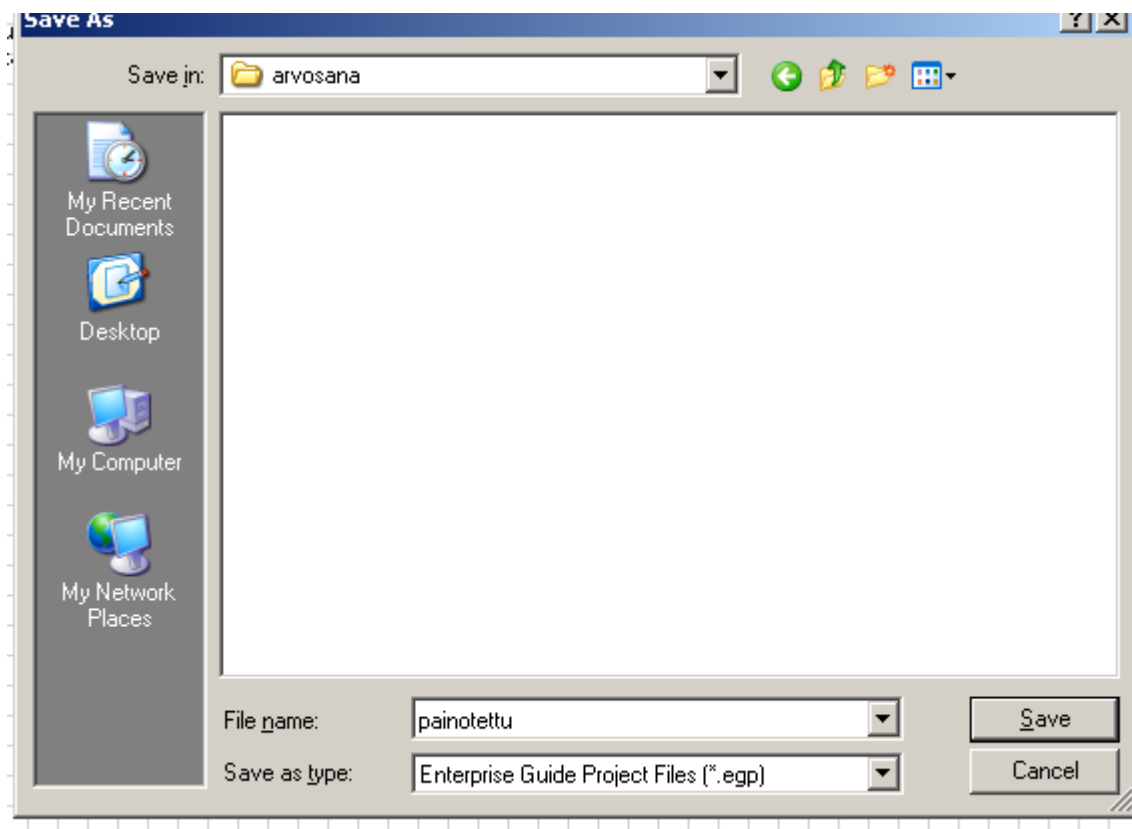 Save As
Save in:
arvosana
My Recent
Documents
Desktop
My Computer
My Network
Places
File name:
painotettu
Save
Save as type:
Enterprise Guide Project Files (*.egp)
Cancel